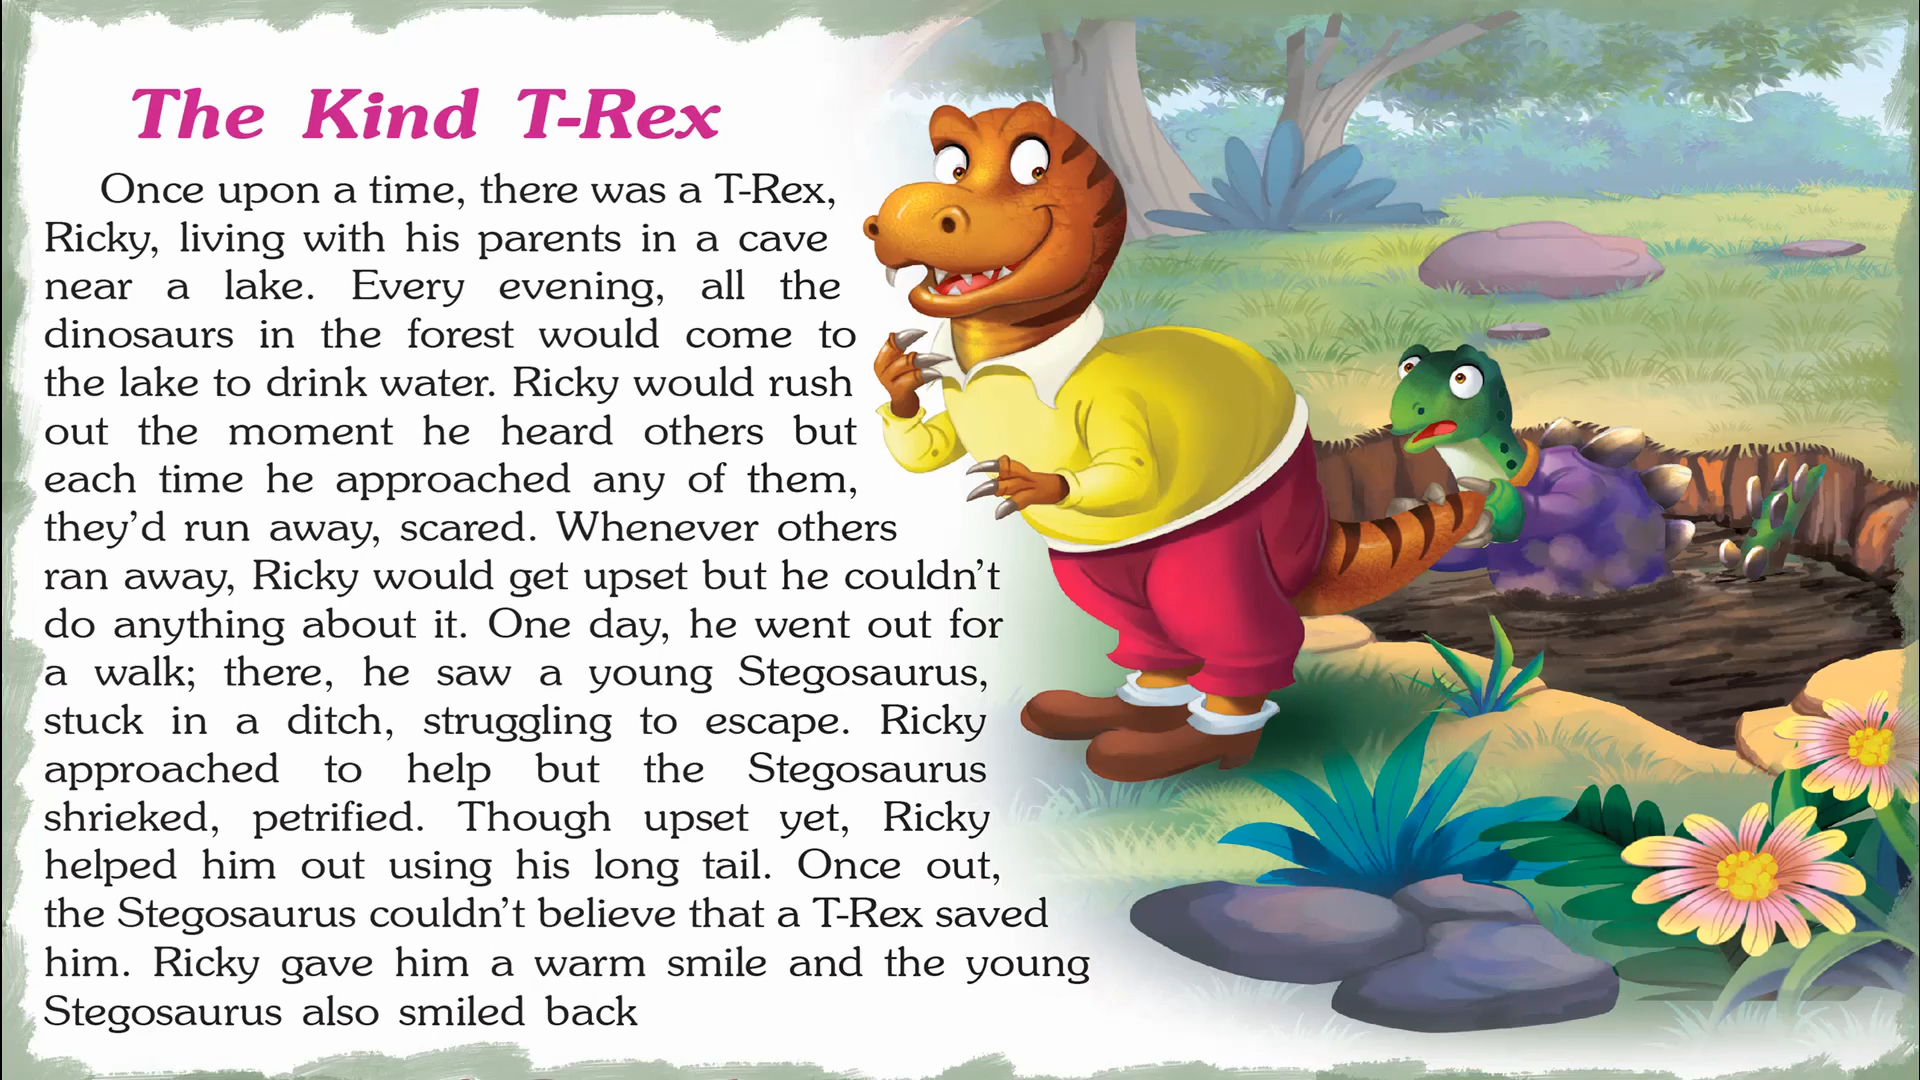 The Kind T-Rex
Once upon a time, there was a T-Rex,
Ricky, living with his parents in a cave
near a lake. Every evening, all the
dinosaurs in the forest would come to
the lake to drink water. Ricky would rush
out the moment he heard others but
each time he approached any of them,
they’d run away, scared. Whenever others
ran away, Ricky would get upset but he couldn’t
do anything about it. One day, he went out for
a walk; there, he saw a young Stegosaurus,
stuck in a ditch, struggling to escape. Ricky
approached to help but the Stegosaurus
shrieked, petrified. Though upset yet, Ricky
helped him out using his long tail. Once out,
the Stegosaurus couldn’t believe that a T-Rex saved
him. Ricky gave him a warm smile and the young
Stegosaurus also smiled back